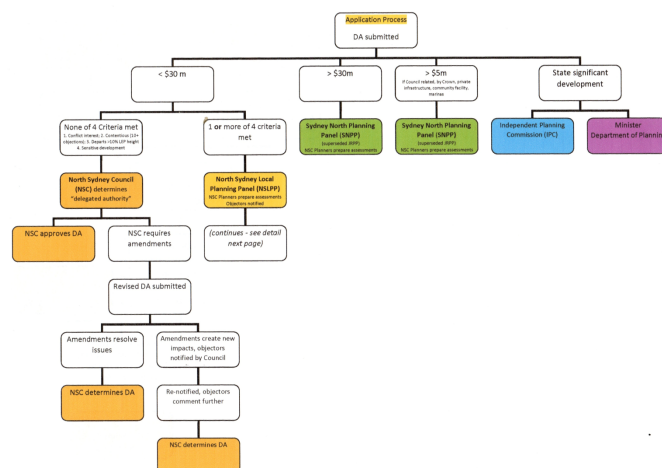 Application Process
DA submitted
< $30 m
> $30m
> $5m
If Council related, by Crown, private
infrastructure, community facility,
marinas
State significant
development
None of 4 Criteria met
1. Conflict interest; 2. Contentious (10+
objections); 3. Departs >10% LEP height
4. Sensitive development
1 or more of 4 criteria
met
Sydney North Planning
Panel (SNPP)
(superseded JRPP)
NSC Planners prepare assessments
Sydney North Planning
Panel (SNPP)
(superseded JRPP)
NSC Planners prepare assessments
Independent Planning
Commission (IPC)
Minister
Department of Plannin
North Sydney Council
(NSC) determines
"delegated authority"
North Sydney Local
Planning Panel (NSLPP)
NSC Planners prepare assessments
Objectors notified
NSC approves DA
NSC requires
amendments
(continues - see detail
next page)
Revised DA submitted
Amendments resolve
issues
Amendments create new
impacts, objectors
notified by Council
NSC determines DA
Re-notified, objectors
comment further
NSC determines DA